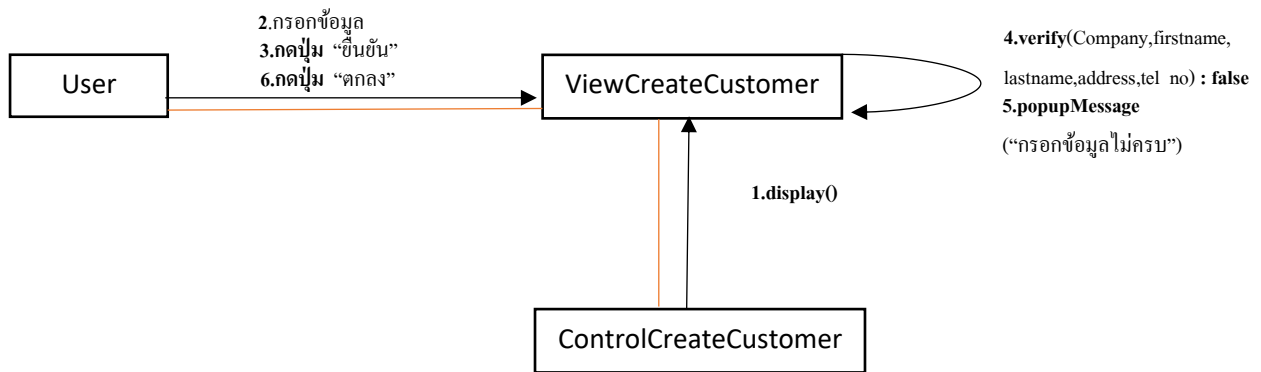 2.กรอกข้อมูล
3.กดปุ่ม “ยืนยัน”
6.กดปุ่ม “ตกลง”
User
ViewCreateCustomer
4.verify(Company,firstname,
lastname,address,tel no) : false
5.popupMessage
(“กรอกข้อมูลไม่ครบ”)
1.display()
ControlCreateCustomer